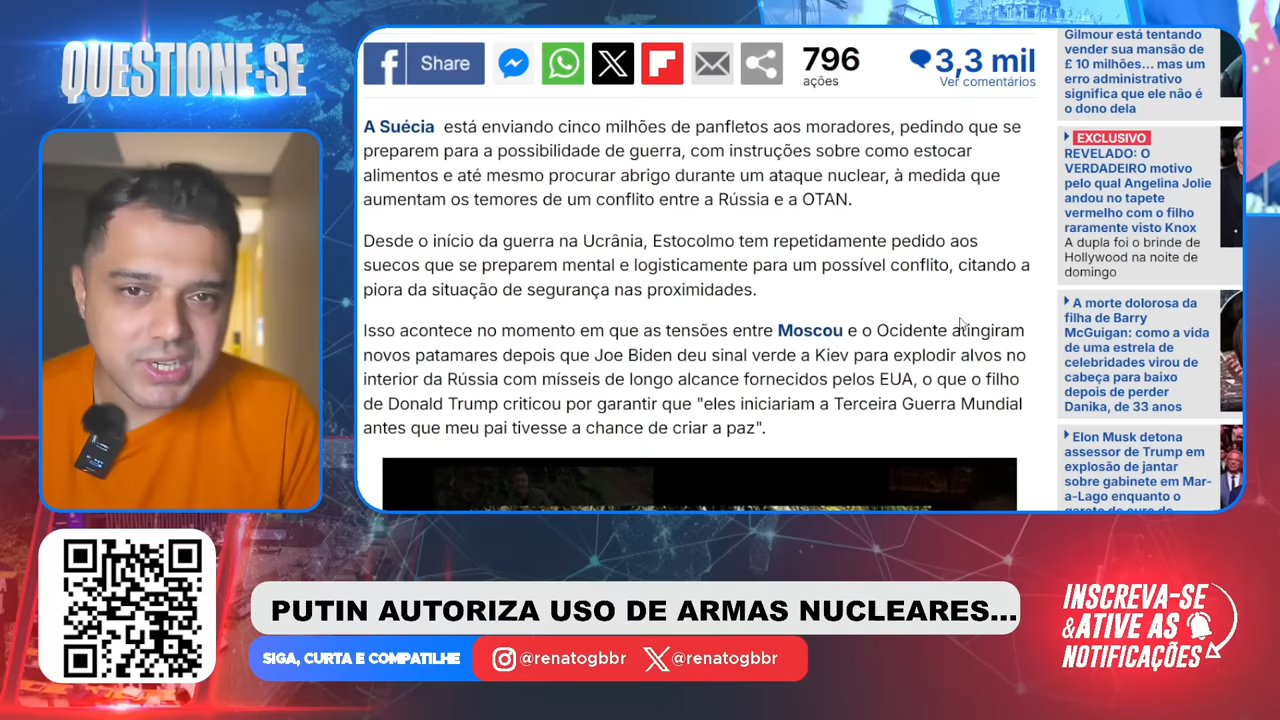 QUESTIONE-SE
Share
796
ações
3,3 mil
Ver comentários
A Suécia está enviando cinco milhões de panfletos aos moradores, pedindo que se
preparem para a possibilidade de guerra, com instruções sobre como estocar
alimentos e até mesmo procurar abrigo durante um ataque nuclear, à medida que
aumentam os temores de um conflito entre a Rússia e a OTAN.
Desde o início da guerra na Ucrânia, Estocolmo tem repetidamente pedido aos
suecos que se preparem mental e logisticamente para um possível conflito, citando a
piora da situação de segurança nas proximidades.
Isso acontece no momento em que as tensões entre Moscou e o Ocidente atingiram
novos patamares depois que Joe Biden deu sinal verde a Kiev para explodir alvos no
interior da Rússia com mísseis de longo alcance fornecidos pelos EUA, o que o filho
de Donald Trump criticou por garantir que "eles iniciariam a Terceira Guerra Mundial
antes que meu pai tivesse a chance de criar a paz".
Gilmour está tentando
vender sua mansão de
£ 10 milhões... mas um
erro administrativo
significa que ele não é
o dono dela
EXCLUSIVO
REVELADO: O
VERDADEIRO motivo
pelo qual Angelina Jolie
andou no tapete
vermelho com o filho
raramente visto Knox
A dupla foi o brinde de
Hollywood na noite de
domingo
A morte dolorosa da
filha de Barry
McGuigan: como a vida
de uma estrela de
celebridades virou de
cabeça para baixo
depois de perder
Danika, de 33 anos
Elon Musk detona
assessor de Trump em
explosão de jantar
sobre gabinete em Mar-
a-Lago enquanto o
PUTIN AUTORIZA USO DE ARMAS NUCLEARES...
SIGA, CURTA E COMPATILHE
@renatogbbr
@renatogbbr
INSCREVA-SE
&ATIVE AS
NOTIFICAÇÕES